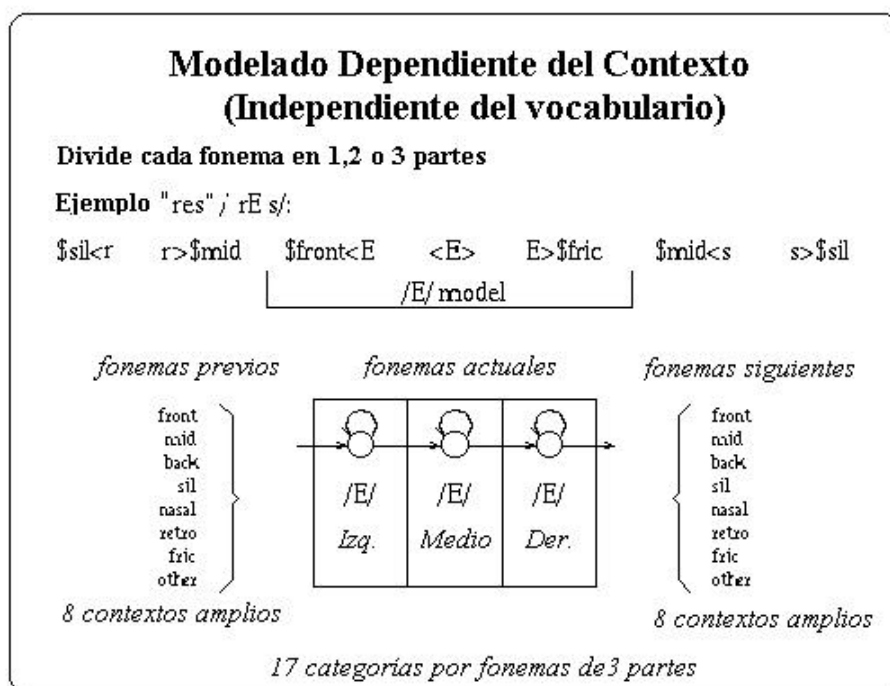 Modelado Dependiente del Contexto
(Independiente del vocabulario)
Divide cada fonema en 1,2 o 3 partes
Ejemplo "res" / rE s/:
$sil<r r>$mid $front<E <E> E>$fric $mid<s s>$sil
/E/ model
fonemas previos fonemas actuales fonemas siguientes
front front
mid mid
back back
sil /E/ /E/ /E/ sil
nasal nasal
retro Izq. Medio Der. retro
fric fric
other other
8 contextos amplios 8 contextos amplios
17 categorías por fonemas de3 partes